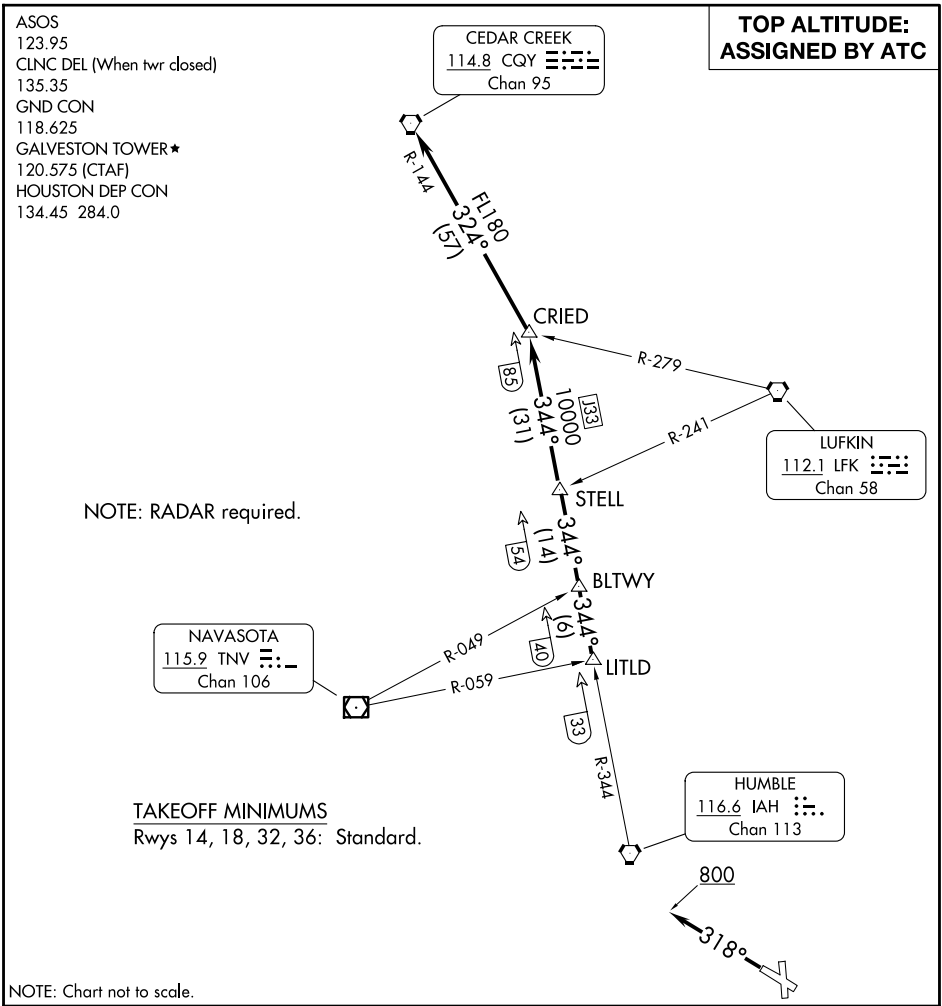 ASOS
123.95
CLNC DEL (When twr closed)
135.35
GND CON
118.625
GALVESTON TOWER★
120.575 (CTAF)
HOUSTON DEP CON
134.45 284.0
TOP ALTITUDE:
ASSIGNED BY ATC
CEDAR CREEK
114.8 CQY
Chan 95
R-144
FL180
324°
(57)
CRIED
85
R-279
J33
10000
344°
(31)
R-241
LUFKIN
112.1 LFK
Chan 58
STELL
NOTE: RADAR required.
54
344°
(14)
BLTWY
NAVASOTA
115.9 TNV
Chan 106
R-049
40
344°
(6)
LITLD
R-059
33
R-344
HUMBLE
116.6 IAH
Chan 113
TAKEOFF MINIMUMS
Rwys 14, 18, 32, 36: Standard.
800
318°
NOTE: Chart not to scale.